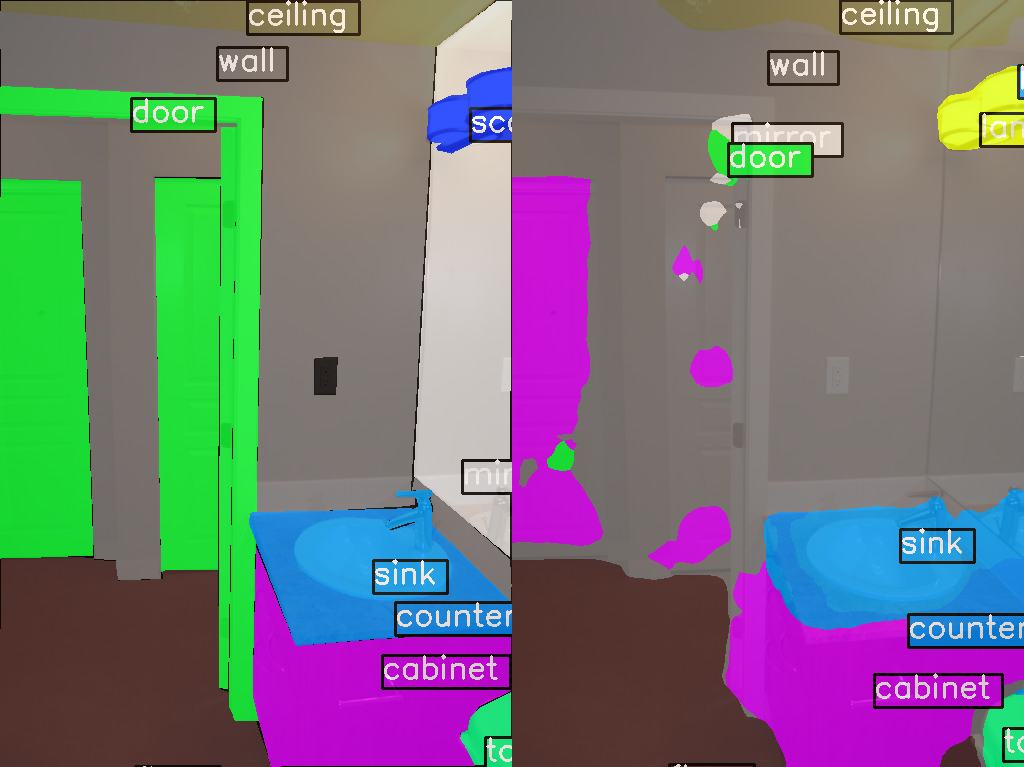 ceiling
wall
door
sink
counter
cabinet
ceiling
wall
mirror
door
sink
counter
cabinet